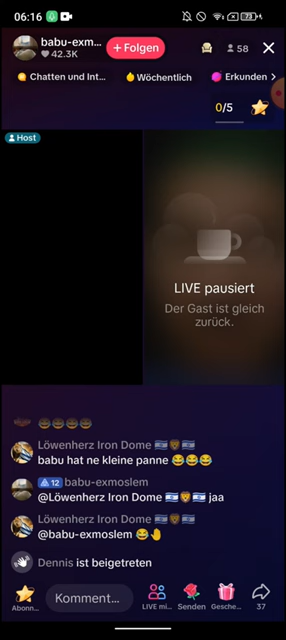 06:16
73
babu-exm...
42.3K
+ Folgen
58
Chatten und Int...
Wöchentlich
Erkunden
0/5
Host
LIVE pausiert
Der Gast ist gleich
zurück.
😂😂😂😂
Löwenherz Iron Dome 🇮🇱🦁🇮🇱
babu hat ne kleine panne 😂😂😂
12 babu-exmoslem
@Löwenherz Iron Dome 🇮🇱🦁🇮🇱 jaa
Löwenherz Iron Dome 🇮🇱🦁🇮🇱
@babu-exmoslem 😂🤚
Dennis ist beigetreten
Abonn...
Komment...
LIVE mi...
Senden
Gesche...
37